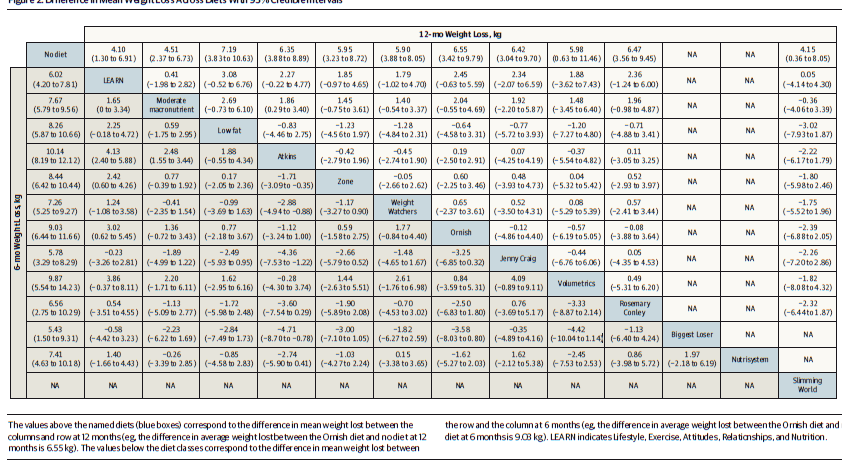 Figure 2. Difference in Mean Weight Loss Across Diets With 95% Credible Intervals
12-mo Weight Loss, kg
No diet 4.10 4.51 7.19 6.35 5.95 5.90 6.55 6.42 5.98 6.47 NA NA 4.15
(1.30 to 6.91) (2.37 to 6.73) (3.83 to 10.63) (3.88 to 8.89) (3.23 to 8.72) (3.88 to 8.05) (3.42 to 9.79) (3.04 to 9.70) (0.63 to 11.46) (3.56 to 9.45) (0.36 to 8.05)
6-mo Weight Loss, kg
6.02 LEARN 0.41 3.08 2.27 1.85 1.79 2.45 2.34 1.88 2.36 NA NA 0.05
(4.20 to 7.81) (−1.98 to 2.82) (−0.52 to 6.76) (−0.22 to 4.77) (−0.97 to 4.65) (−1.02 to 4.70) (−0.63 to 5.59) (−2.07 to 6.59) (−3.62 to 7.43) (−1.24 to 6.00) (−4.14 to 4.30)
7.67 1.65 Moderate macronutrient 2.69 1.86 1.45 1.40 2.04 1.92 1.48 1.96 NA NA −0.36
(5.79 to 9.56) (0 to 3.34) (−0.73 to 6.10) (0.29 to 3.40) (−0.75 to 3.61) (−0.54 to 3.37) (−0.55 to 4.69) (−2.20 to 5.87) (−3.45 to 6.40) (−0.98 to 4.87) (−4.06 to 3.39)
8.26 2.25 0.59 Low fat −0.83 −1.23 −1.28 −0.64 −0.77 −1.20 −0.71 NA NA −3.02
(5.87 to 10.66) (−0.18 to 4.72) (−1.75 to 2.95) (−4.46 to 2.75) (−4.56 to 1.97) (−4.84 to 2.31) (−4.58 to 3.31) (−5.72 to 3.93) (−7.27 to 4.80) (−4.88 to 3.41) (−7.93 to 1.87)
10.14 4.13 2.48 1.88 Atkins −0.42 −0.45 0.19 0.07 −0.37 0.11 NA NA −2.22
(8.19 to 12.12) (2.40 to 5.88) (1.55 to 3.44) (−0.55 to 4.34) (−2.79 to 1.96) (−2.74 to 1.90) (−2.50 to 2.91) (−4.25 to 4.19) (−5.54 to 4.82) (−3.05 to 3.25) (−6.17 to 1.79)
8.44 2.42 0.77 0.17 −1.71 Zone −0.05 0.60 0.48 0.04 0.52 NA NA −1.80
(6.42 to 10.44) (0.60 to 4.26) (−0.39 to 1.92) (−2.05 to 2.36) (−3.09 to −0.35) (−2.66 to 2.62) (−2.25 to 3.46) (−3.93 to 4.73) (−5.32 to 5.42) (−2.93 to 3.97) (−5.98 to 2.46)
7.26 1.24 −0.41 −0.99 −2.88 −1.17 Weight Watchers 0.65 0.52 0.08 0.57 NA NA −1.75
(5.25 to 9.27) (−1.08 to 3.58) (−2.35 to 1.54) (−3.69 to 1.63) (−4.94 to −0.88) (−3.27 to 0.90) (−2.37 to 3.61) (−3.50 to 4.31) (−5.29 to 5.39) (−2.41 to 3.44) (−5.52 to 1.96)
9.03 3.02 1.36 0.77 −1.12 0.59 1.77 Ornish −0.12 −0.57 −0.08 NA NA −2.39
(6.44 to 11.66) (0.62 to 5.45) (−0.72 to 3.43) (−2.18 to 3.67) (−3.24 to 1.00) (−1.58 to 2.75) (−0.84 to 4.40) (−4.86 to 4.40) (−6.19 to 5.05) (−3.88 to 3.64) (−6.88 to 2.05)
5.78 −0.23 −1.89 −2.49 −4.36 −2.66 −1.48 −3.25 Jenny Craig −0.44 0.05 NA NA −2.26
(3.29 to 8.29) (−3.26 to 2.81) (−4.99 to 1.22) (−5.93 to 0.95) (−7.53 to −1.22) (−5.79 to 0.52) (−4.65 to 1.67) (−6.85 to 0.32) (−6.76 to 6.06) (−4.35 to 4.53) (−7.20 to 2.86)
9.87 3.86 2.20 1.62 −0.28 1.44 2.61 0.84 4.09 Volumetrics 0.49 NA NA −1.82
(5.54 to 14.23) (−0.37 to 8.11) (−1.71 to 6.11) (−2.95 to 6.16) (−4.30 to 3.74) (−2.63 to 5.51) (−1.76 to 6.98) (−3.59 to 5.31) (−0.89 to 9.11) (−5.31 to 6.20) (−8.08 to 4.32)
6.56 0.54 −1.13 −1.72 −3.60 −1.90 −0.70 −2.50 0.76 −3.33 Rosemary Conley NA NA −2.32
(2.75 to 10.29) (−3.51 to 4.55) (−5.09 to 2.77) (−5.98 to 2.48) (−7.54 to 0.29) (−5.89 to 2.08) (−4.53 to 3.02) (−6.83 to 1.80) (−3.69 to 5.17) (−8.87 to 2.14) (−6.44 to 1.87)
5.43 −0.58 −2.23 −2.84 −4.71 −3.00 −1.82 −3.58 −0.35 −4.42 −1.13 Biggest Loser NA NA
(1.50 to 9.31) (−4.42 to 3.23) (−6.22 to 1.69) (−7.49 to 1.73) (−8.70 to −0.78) (−7.10 to 1.05) (−6.27 to 2.59) (−8.03 to 0.80) (−4.89 to 4.16) (−10.04 to 1.14) (−6.40 to 4.24)
7.41 1.40 −0.26 −0.85 −2.74 −1.03 0.15 −1.62 1.62 −2.45 0.86 1.97 Nutrisystem NA
(4.63 to 10.18) (−1.66 to 4.43) (−3.39 to 2.85) (−4.58 to 2.83) (−5.90 to 0.41) (−4.27 to 2.24) (−3.38 to 3.65) (−5.27 to 2.03) (−2.12 to 5.38) (−7.53 to 2.53) (−3.98 to 5.72) (−2.18 to 6.19)
NA NA NA NA NA NA NA NA NA NA NA NA NA Slimming World
The values above the named diets (blue boxes) correspond to the difference in mean weight lost between the
columns and row at 12 months (eg, the difference in average weight lost between the Ornish diet and no diet at 12
months is 6.55 kg). The values below the diet classes correspond to the difference in mean weight lost between
the row and the column at 6 months (eg, the difference in average weight lost between the Ornish diet and
diet at 6 months is 9.03 kg). LEARN indicates Lifestyle, Exercise, Attitudes, Relationships, and Nutrition.